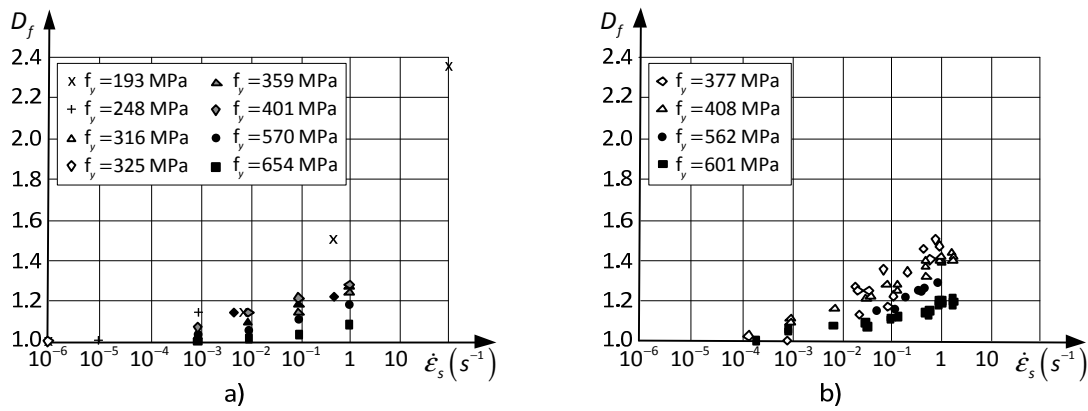 D_f
2.4
2.2
2.0
1.8
1.6
1.4
1.2
1.0
x f_y=193 MPa
+ f_y=248 MPa
f_y=316 MPa
f_y=325 MPa
f_y=359 MPa
f_y=401 MPa
f_y=570 MPa
f_y=654 MPa
10⁻⁶ 10⁻⁵ 10⁻⁴ 10⁻³ 10⁻² 10⁻¹ 1 10 ε̇_s (s⁻¹)
a)
D_f
2.4
2.2
2.0
1.8
1.6
1.4
1.2
1.0
f_y=377 MPa
f_y=408 MPa
f_y=562 MPa
f_y=601 MPa
10⁻⁶ 10⁻⁵ 10⁻⁴ 10⁻³ 10⁻² 10⁻¹ 1 10 ε̇_s (s⁻¹)
b)